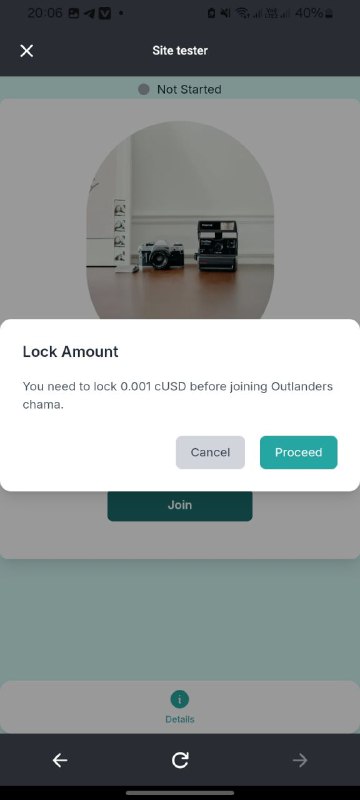 20:06
40%
Site tester
Not Started
Lock Amount
You need to lock 0.001 cUSD before joining Outlanders
chama.
Cancel
Proceed
Join
Details